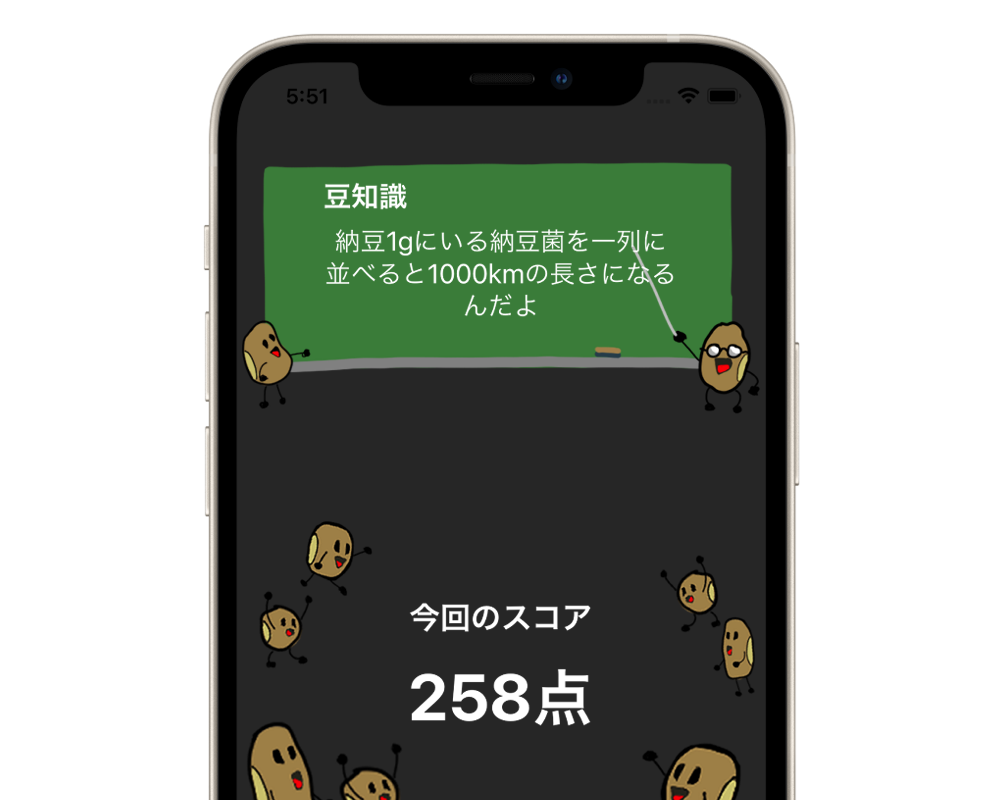 5:51
豆知識
納豆1gにいる納豆菌を一列に
並べると1000kmの長さになる
んだよ
今回のスコア
258点